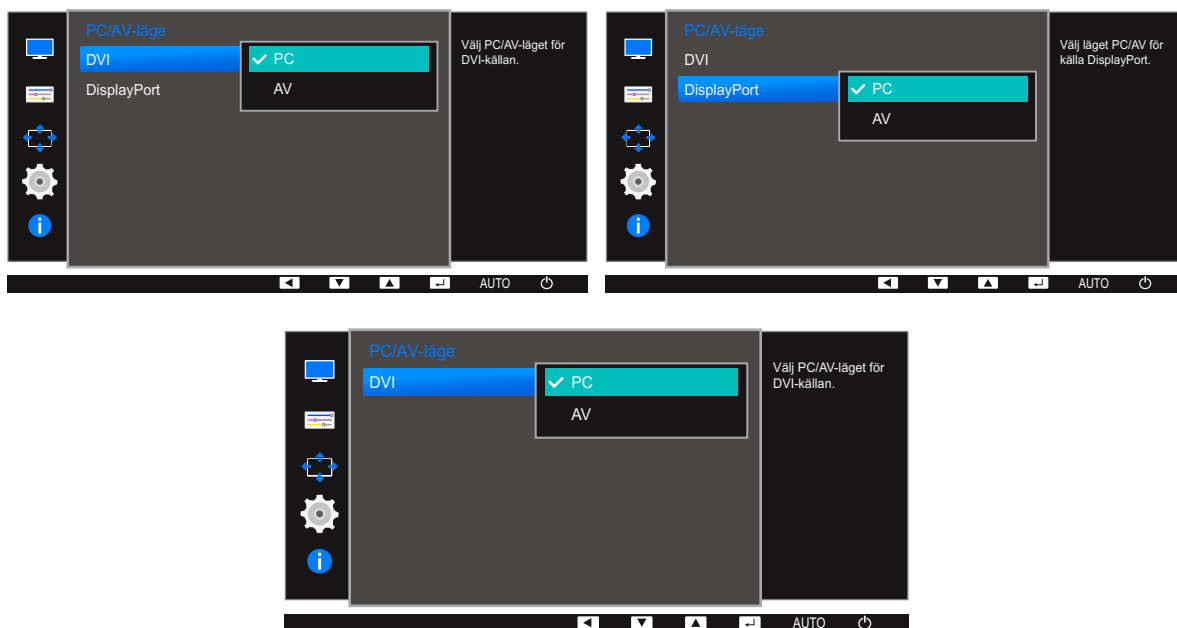 PC/AV-läge
DVI
PC
DisplayPort
AV
Välj PC/AV-läget för
DVI-källan.
AUTO
PC/AV-läge
DVI
DisplayPort
PC
AV
Välj läget PC/AV för
källa DisplayPort.
AUTO
PC/AV-läge
DVI
PC
AV
Välj PC/AV-läget för
DVI-källan.
AUTO